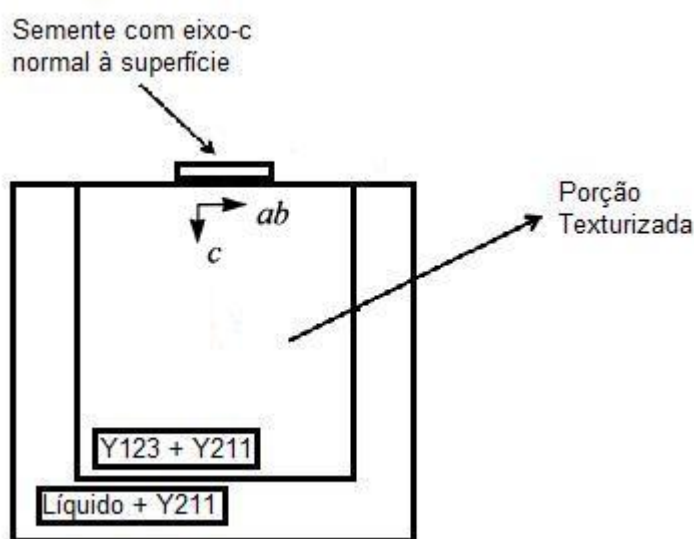 Semente com eixo-c
normal à superfície
ab
c
Porção
Texturizada
Y123 + Y211
Líquido + Y211